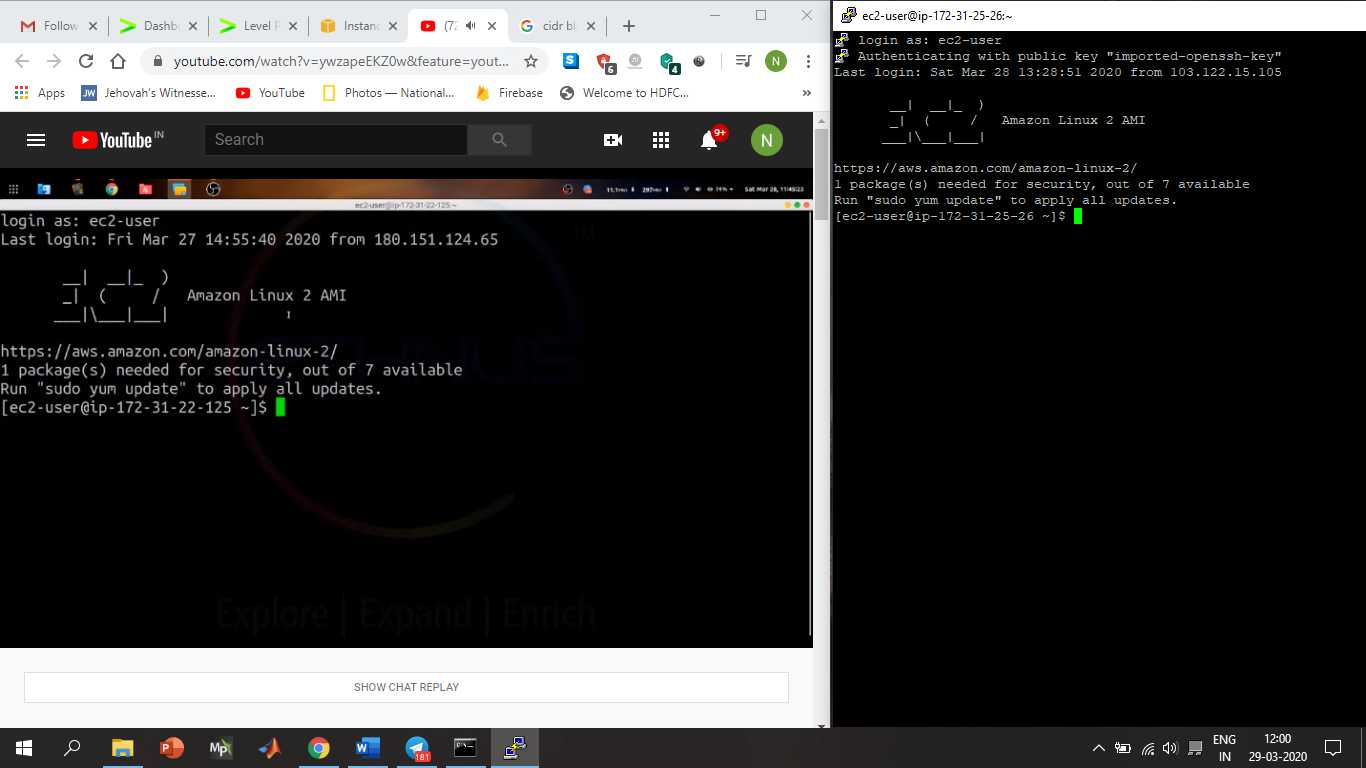 Follow
Dashbo
Level P
Instanc
(72
cidr blo
youtube.com/watch?v=ywzapeEKZ0w&feature=yout...
6
4
N
Apps
JW
Jehovah's Witnesse...
YouTube
Photos — National...
Firebase
Welcome to HDFC...
»
YouTube IN
Search
9+
N
Sat Mar 28, 11:45:23
ec2-user@ip-172-31-22-125:~
login as: ec2-user
Last login: Fri Mar 27 14:55:40 2020 from 180.151.124.65
__|  __|_  )
_|  (     /   Amazon Linux 2 AMI
___|\___|___|
https://aws.amazon.com/amazon-linux-2/
1 package(s) needed for security, out of 7 available
Run "sudo yum update" to apply all updates.
[ec2-user@ip-172-31-22-125 ~]$
TM
Explore | Expand | Enrich
SHOW CHAT REPLAY
ec2-user@ip-172-31-25-26:~
login as: ec2-user
Authenticating with public key "imported-openssh-key"
Last login: Sat Mar 28 13:28:51 2020 from 103.122.15.105
__|  __|_  )
_|  (     /   Amazon Linux 2 AMI
___|\___|___|
https://aws.amazon.com/amazon-linux-2/
1 package(s) needed for security, out of 7 available
Run "sudo yum update" to apply all updates.
[ec2-user@ip-172-31-25-26 ~]$
Mp
181
ENG
IN
12:00
29-03-2020